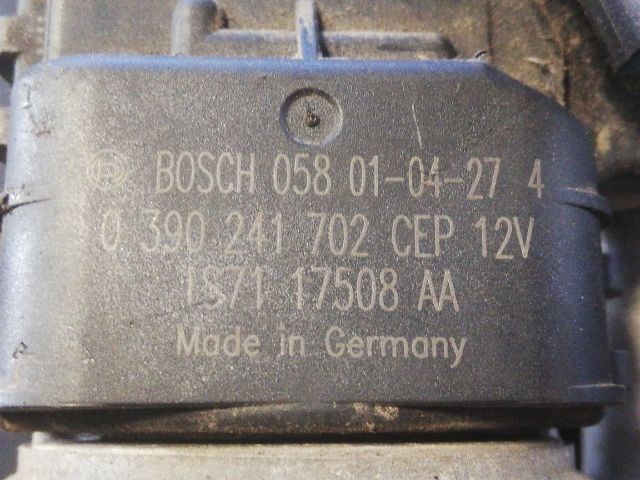 BOSCH 058 01-04-27 4
0 390 241 702 CEP 12V
1S71 17508 AA
Made in Germany